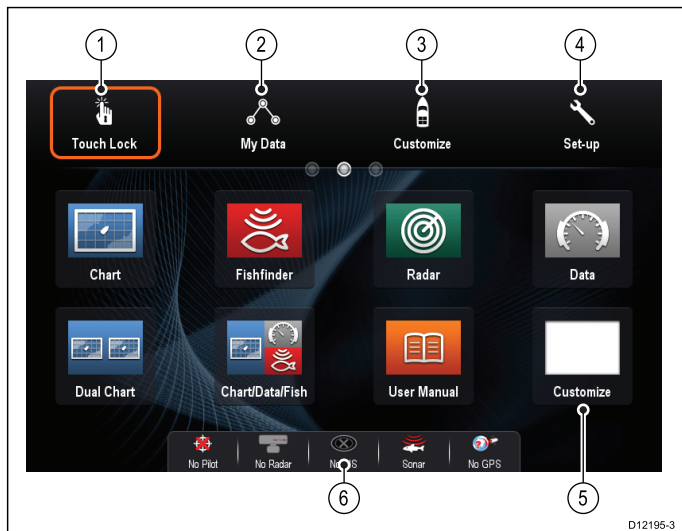 1 2 3 4
Touch Lock My Data Customize Set-up
Chart Fishfinder Radar Data
Dual Chart Chart/Data/Fish User Manual Customize
No Pilot No Radar Sonar No GPS
6 5
D12195-3